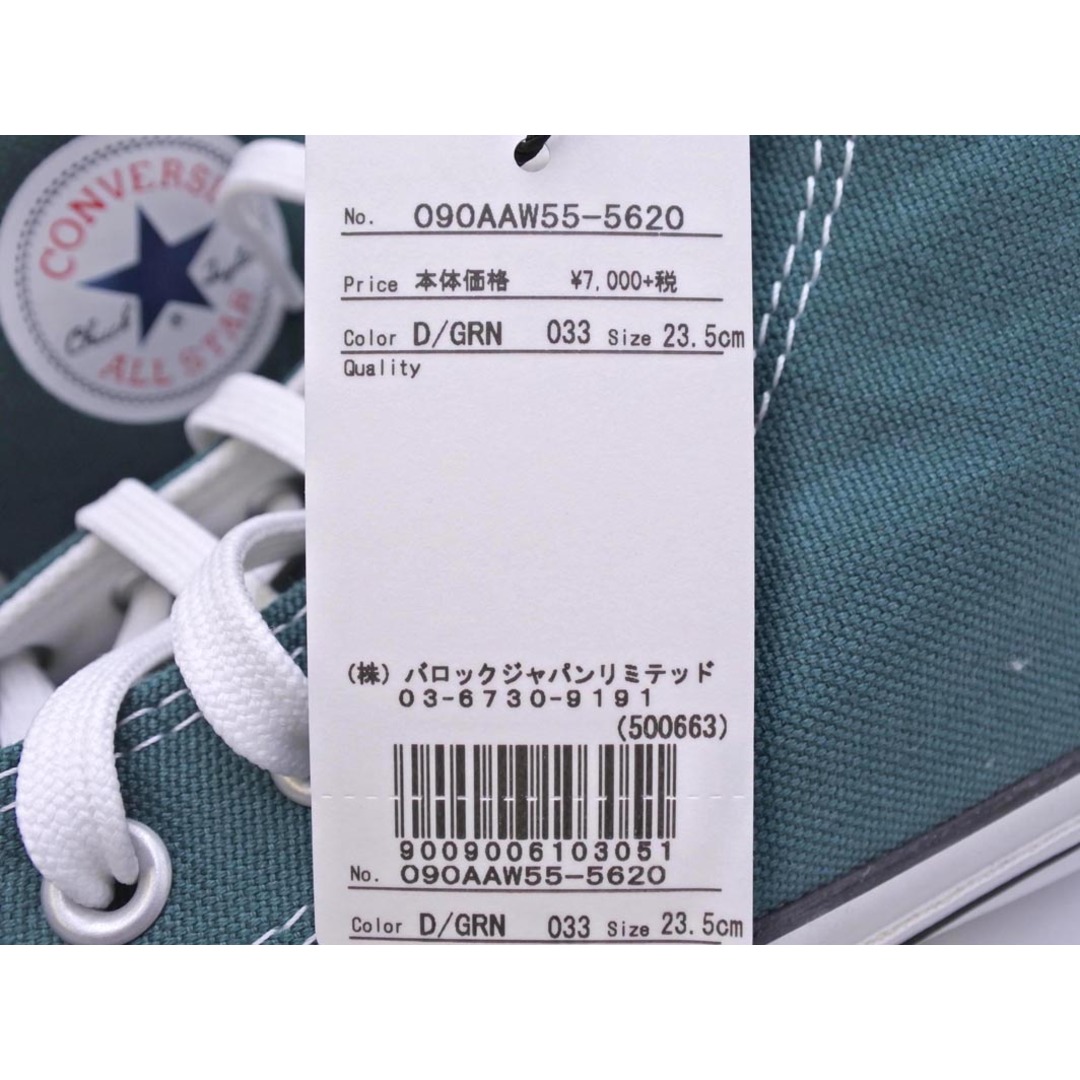 CONVERSE
Chuck Taylor
ALL STAR
®
No. 090AAW55-5620
Price 本体価格 ¥7,000+税
Color D/GRN 033 Size 23.5cm
Quality
(株) バロックジャパンリミテッド
03-6730-9191
(500663)
9009006103051
No. 090AAW55-5620
Color D/GRN 033 Size 23.5cm